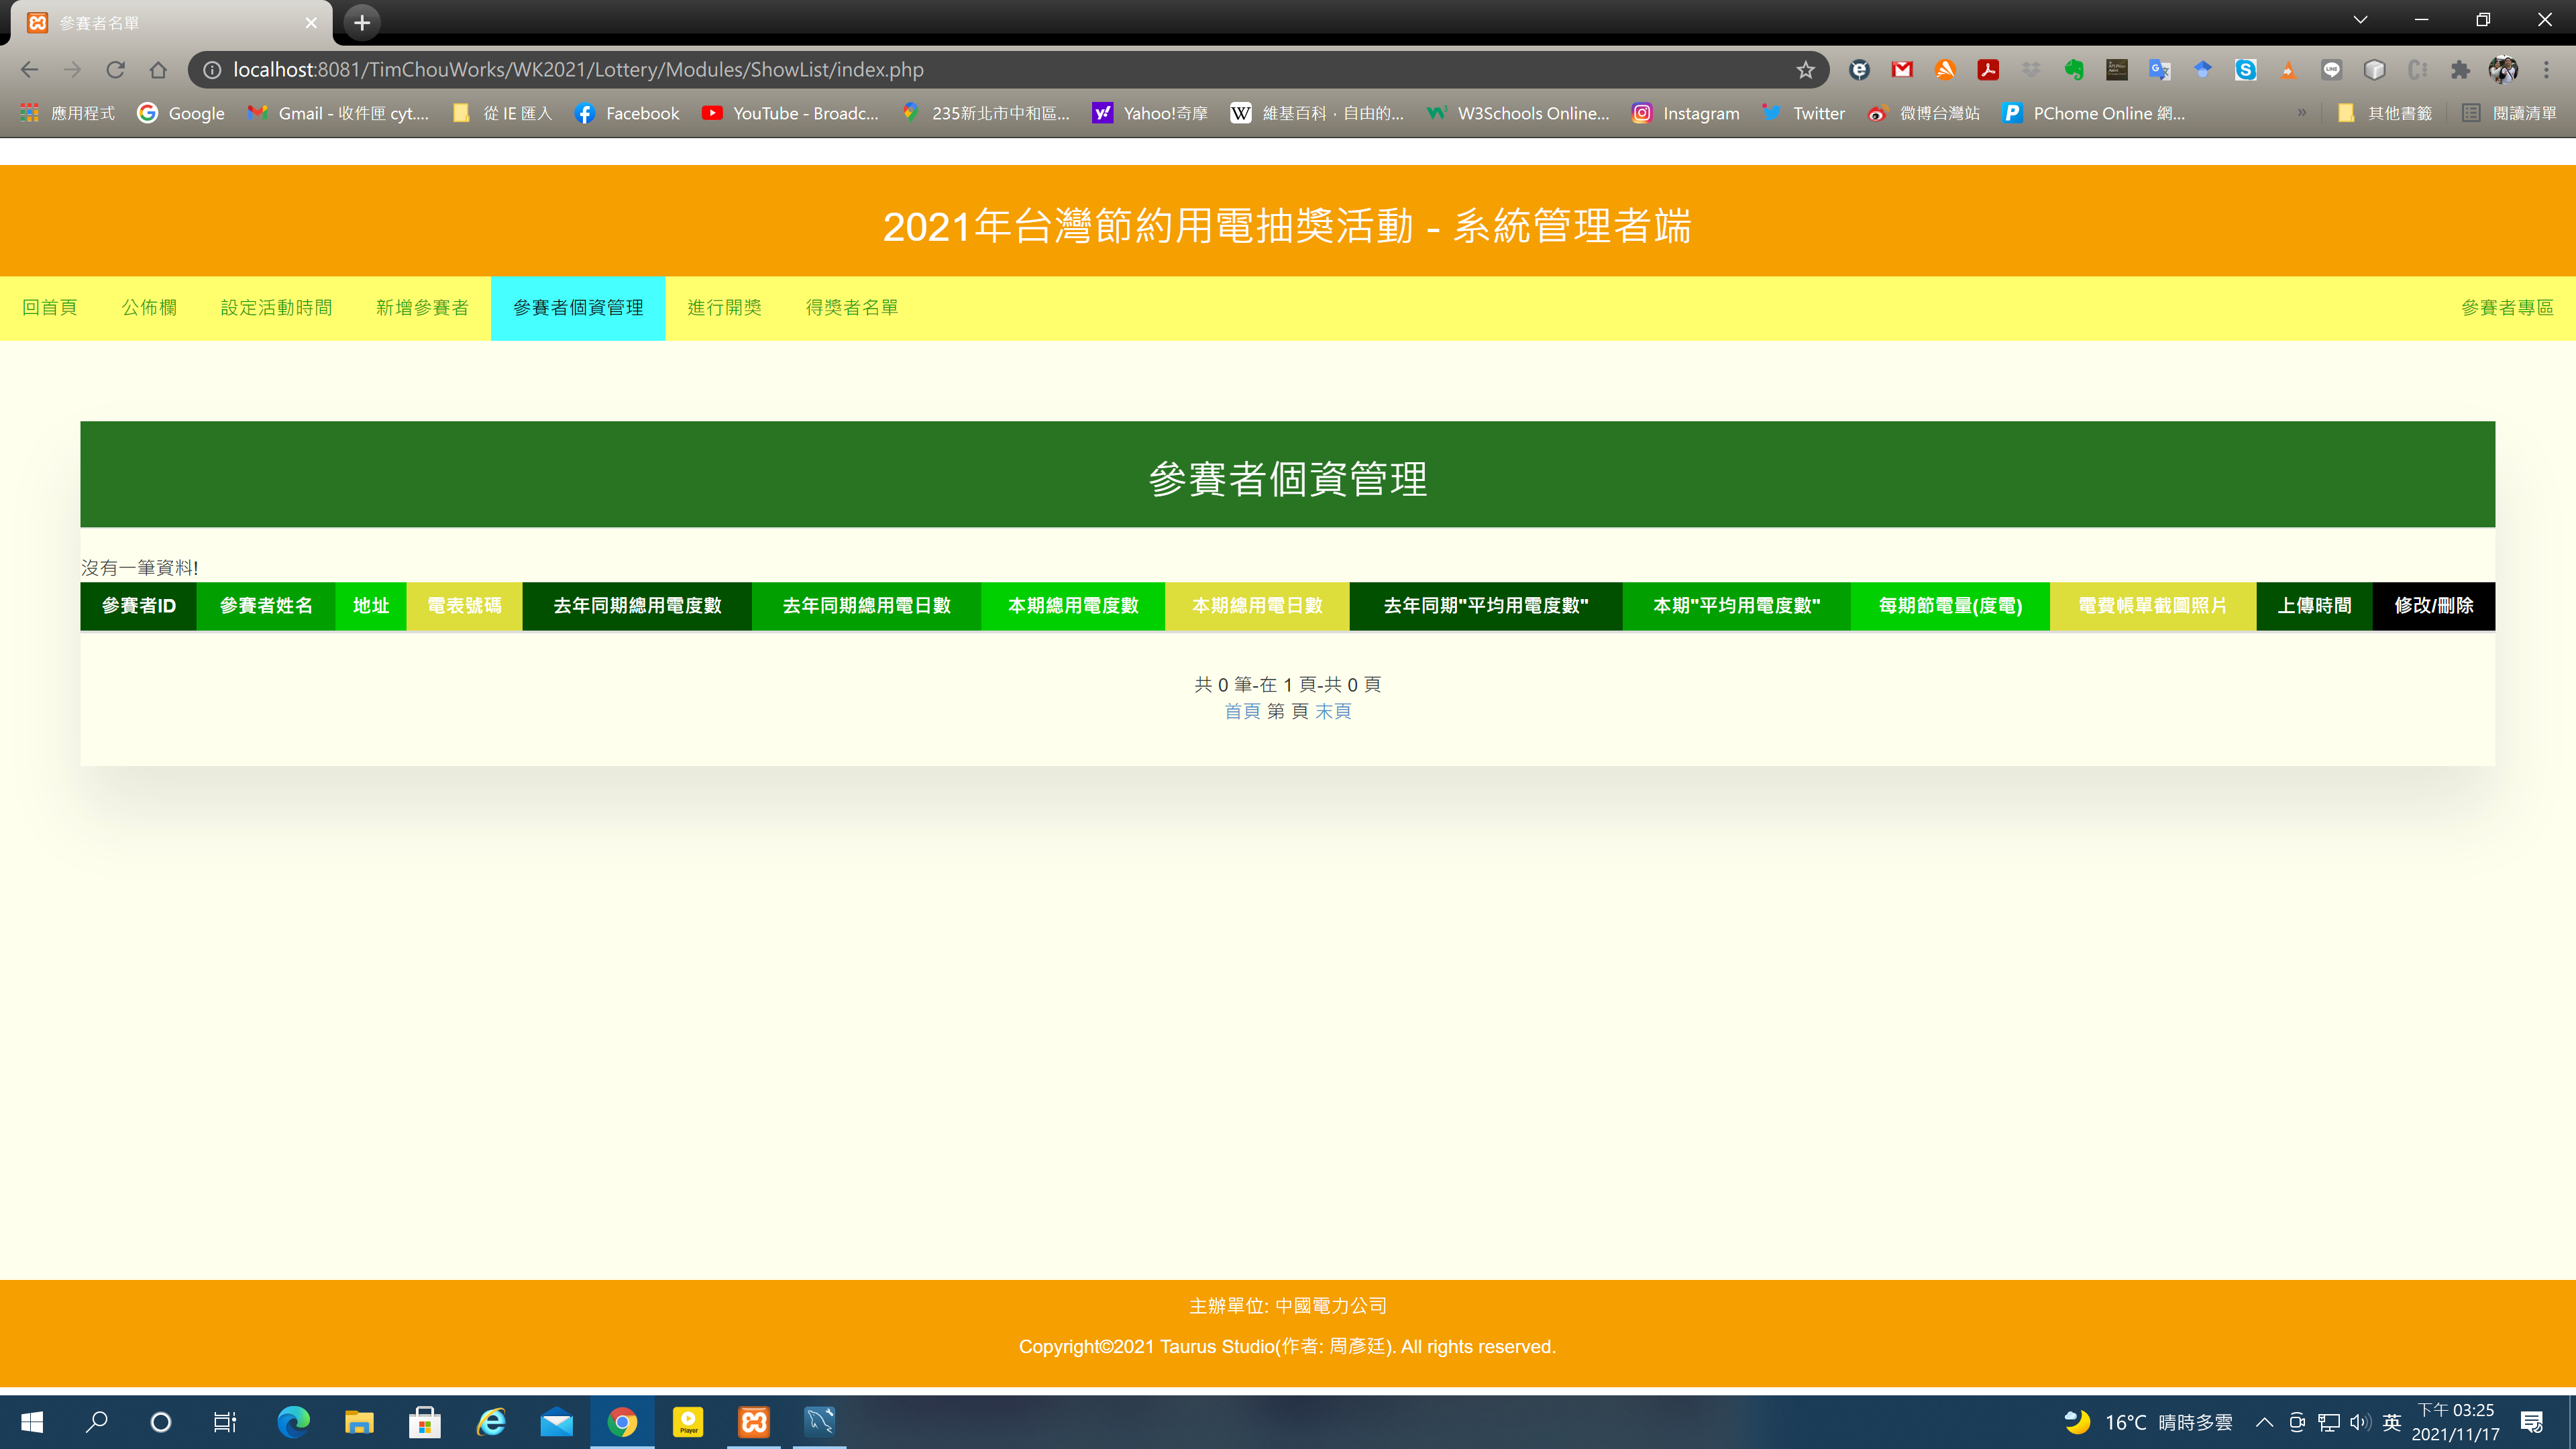 參賽者名單
localhost:8081/TimChouWorks/WK2021/Lottery/Modules/ShowList/index.php
應用程式 Google Gmail - 收件匣 cyt.... 從 IE 匯入 Facebook YouTube - Broadc... 235新北市中和區... Yahoo!奇摩 維基百科，自由的... W3Schools Online... Instagram Twitter 微博台灣站 PChome Online 網... » 其他書籤 閱讀清單
2021年台灣節約用電抽獎活動 - 系統管理者端
回首頁 公佈欄 設定活動時間 新增參賽者 參賽者個資管理 進行開獎 得獎者名單 參賽者專區
參賽者個資管理
沒有一筆資料!
參賽者ID 參賽者姓名 地址 電表號碼 去年同期總用電度數 去年同期總用電日數 本期總用電度數 本期總用電日數 去年同期"平均用電度數" 本期"平均用電度數" 每期節電量(度電) 電費帳單截圖照片 上傳時間 修改/刪除
共 0 筆-在 1 頁-共 0 頁
首頁 第 頁 末頁
主辦單位: 中國電力公司
Copyright©2021 Taurus Studio(作者: 周彥廷). All rights reserved.
Player
16°C 晴時多雲 英 下午 03:25
2021/11/17